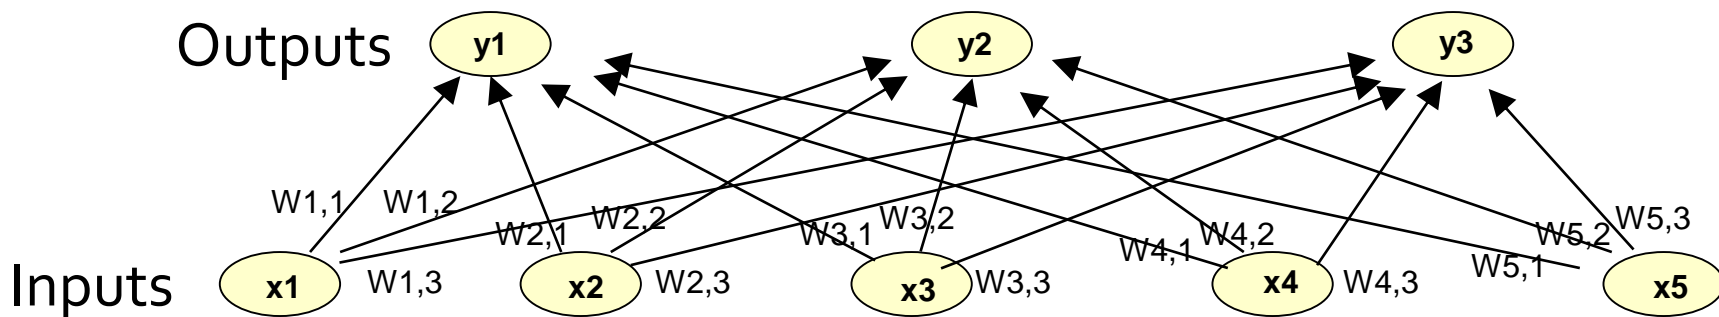 Outputs y1 y2 y3
W1,1 W1,2 W2,1 W2,2 W3,1 W3,2 W4,1 W4,2 W5,1 W5,2 W5,3
Inputs x1 W1,3 x2 W2,3 x3 W3,3 x4 W4,3 x5